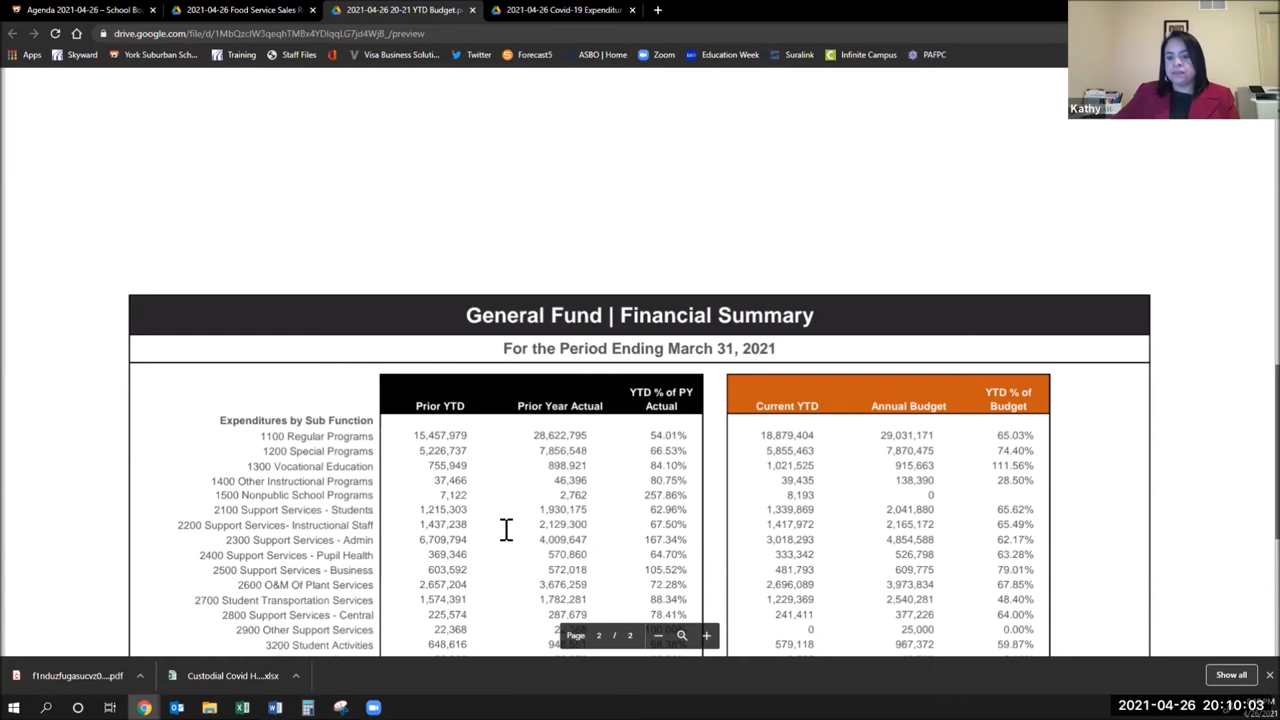 Agenda 2021-04-26 – School Bo
2021-04-26 Food Service Sales R
2021-04-26 20-21 YTD Budget.p
2021-04-26 Covid-19 Expenditur
drive.google.com/file/d/1MbQzclW3qeqhTMBx4YDlqqLG7jd4WjB_/preview
Apps Skyward York Suburban Sch... Training Staff Files Visa Business Soluti... Twitter Forecast5 ASBO | Home Zoom Education Week Suralink Infinite Campus PAFPC
Kathy
General Fund | Financial Summary
For the Period Ending March 31, 2021
Expenditures by Sub Function Prior YTD Prior Year Actual YTD % of PY Actual Current YTD Annual Budget YTD % of Budget
1100 Regular Programs 15,457,979 28,622,795 54.01% 18,879,404 29,031,171 65.03%
1200 Special Programs 5,226,737 7,856,548 66.53% 5,855,463 7,870,475 74.40%
1300 Vocational Education 755,949 898,921 84.10% 1,021,525 915,663 111.56%
1400 Other Instructional Programs 37,466 46,396 80.75% 39,435 138,390 28.50%
1500 Nonpublic School Programs 7,122 2,762 257.86% 8,193 0
2100 Support Services - Students 1,215,303 1,930,175 62.96% 1,339,869 2,041,880 65.62%
2200 Support Services- Instructional Staff 1,437,238 2,129,300 67.50% 1,417,972 2,165,172 65.49%
2300 Support Services - Admin 6,709,794 4,009,647 167.34% 3,018,293 4,854,588 62.17%
2400 Support Services - Pupil Health 369,346 570,860 64.70% 333,342 526,798 63.28%
2500 Support Services - Business 603,592 572,018 105.52% 481,793 609,775 79.01%
2600 O&M Of Plant Services 2,657,204 3,676,259 72.28% 2,696,089 3,973,834 67.85%
2700 Student Transportation Services 1,574,391 1,782,281 88.34% 1,229,369 2,540,281 48.40%
2800 Support Services - Central 225,574 287,679 78.41% 241,411 377,226 64.00%
2900 Other Support Services 22,368 0 25,000 0.00%
3200 Student Activities 648,616 579,118 967,372 59.87%
Page 2 / 2
f1nduzfugasucvz0....pdf
Custodial Covid H....xlsx
Show all
2021-04-26 20:10:03